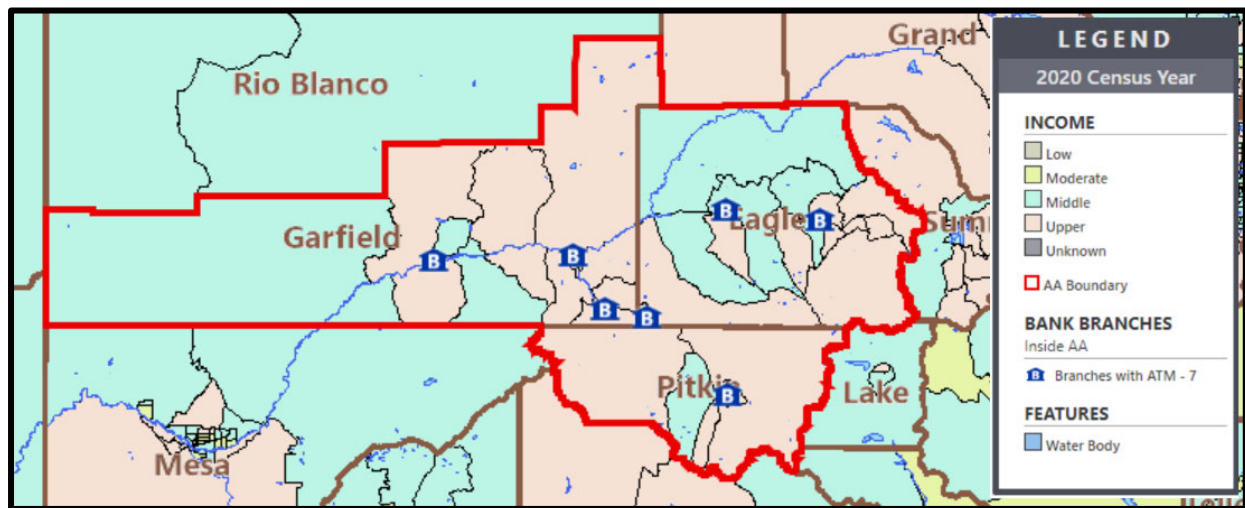 Grand
Rio Blanco
Garfield
Eagle
Summ
Pitkin
Lake
Mesa
B
B
B
B
B
B
B
LEGEND
2020 Census Year
INCOME
Low
Moderate
Middle
Upper
Unknown
AA Boundary
BANK BRANCHES
Inside AA
B Branches with ATM - 7
FEATURES
Water Body